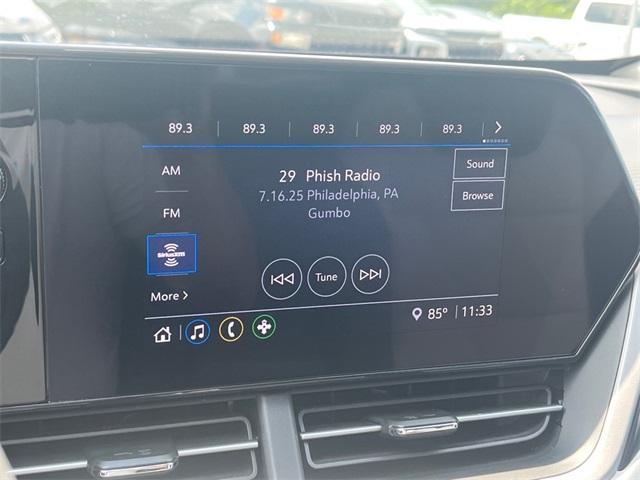 89.3 89.3 89.3 89.3 89.3
AM
29 Phish Radio
Sound
7.16.25 Philadelphia, PA
Browse
FM
Gumbo
SiriusXM
Tune
More
85° 11:33